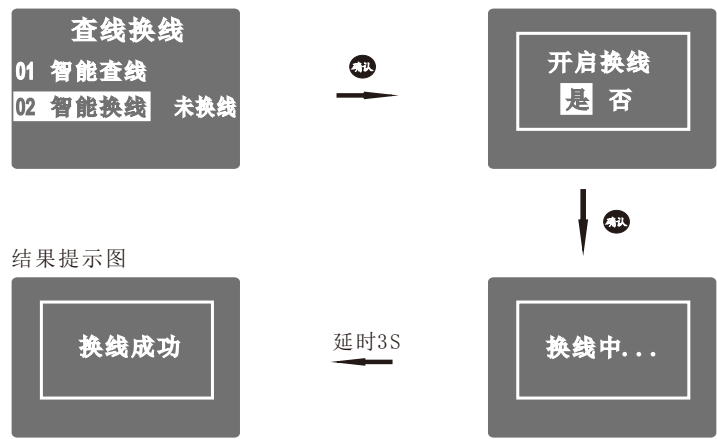 查线换线
01 智能查线
02 智能换线 未换线
确认
开启换线
是 否
确认
结果提示图
换线成功
延时3S
换线中...